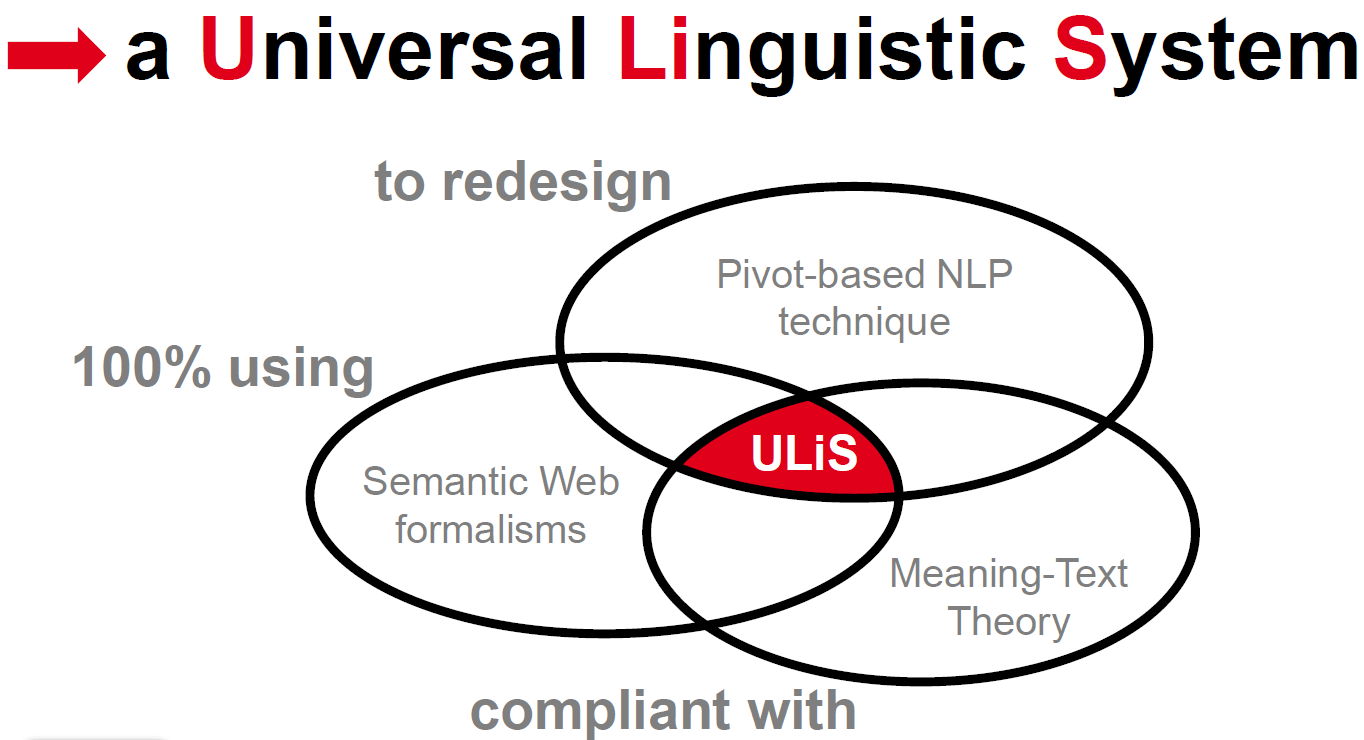 a Universal Linguistic System
to redesign
Pivot-based NLP
technique
100% using
ULiS
Semantic Web
formalisms
Meaning-Text
Theory
compliant with